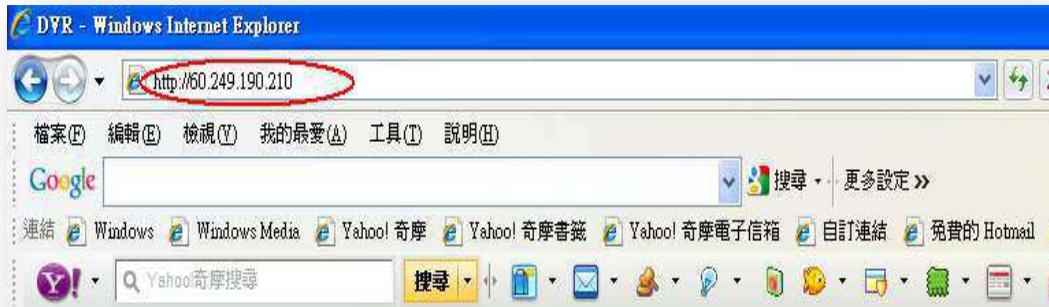 DVR - Windows Internet Explorer
http://60.249.190.210
檔案(F) 編輯(E) 檢視(V) 我的最愛(A) 工具(T) 說明(H)
Google 搜尋 更多設定 »
連結 Windows Windows Media Yahoo! 奇摩 Yahoo! 奇摩書籤 Yahoo! 奇摩電子信箱 自訂連結 免費的 Hotmail
Y! Yahoo!奇摩搜尋 搜尋